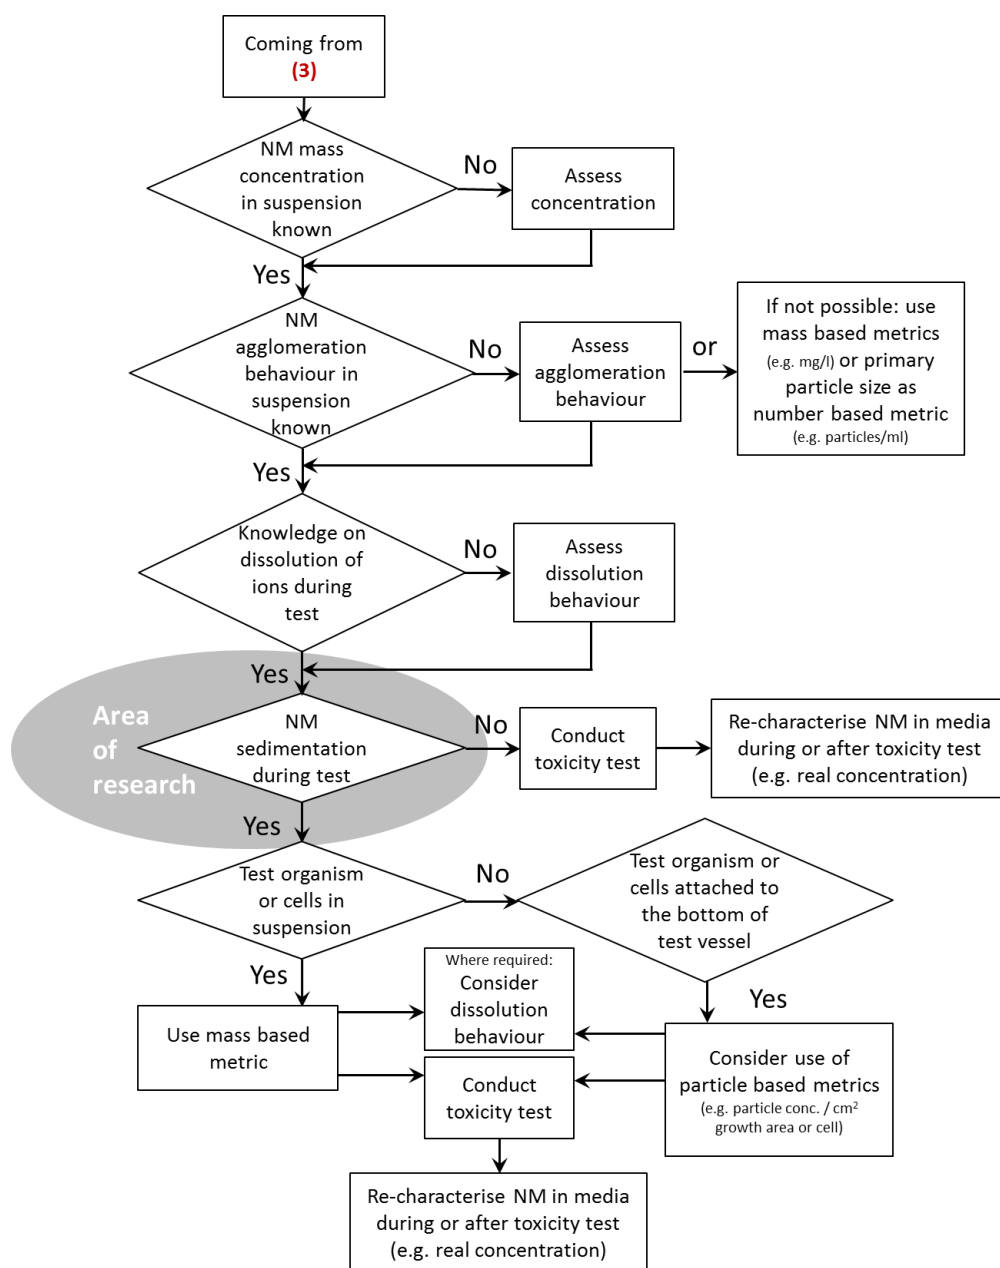 Coming from
(3)
NM mass
concentration
in suspension
known
No
Assess
concentration
Yes
NM
agglomeration
behaviour in
suspension
known
No
Assess
agglomeration
behaviour
or
If not possible: use
mass based metrics
(e.g. mg/l) or primary
particle size as
number based metric
(e.g. particles/ml)
Yes
Knowledge on
dissolution of
ions during
test
No
Assess
dissolution
behaviour
Yes
Area
of
research
NM
sedimentation
during test
No
Conduct
toxicity test
Re-characterise NM in media
during or after toxicity test
(e.g. real concentration)
Yes
Test organism
or cells in
suspension
No
Test organism or
cells attached to
the bottom of
test vessel
Yes
Where required:
Consider
dissolution
behaviour
Yes
Use mass based
metric
Conduct
toxicity test
Consider use of
particle based metrics
(e.g. particle conc. / cm²
growth area or cell)
Re-characterise NM in media
during or after toxicity test
(e.g. real concentration)